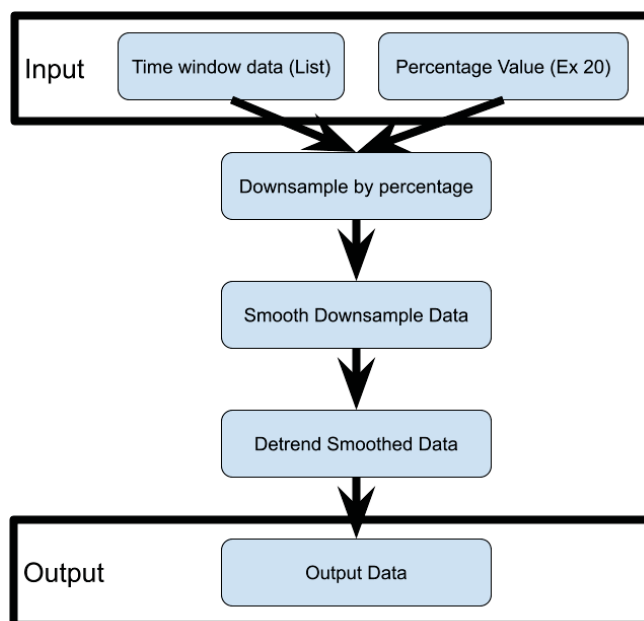 Input
Time window data (List)
Percentage Value (Ex 20)
Downsample by percentage
Smooth Downsample Data
Detrend Smoothed Data
Output
Output Data